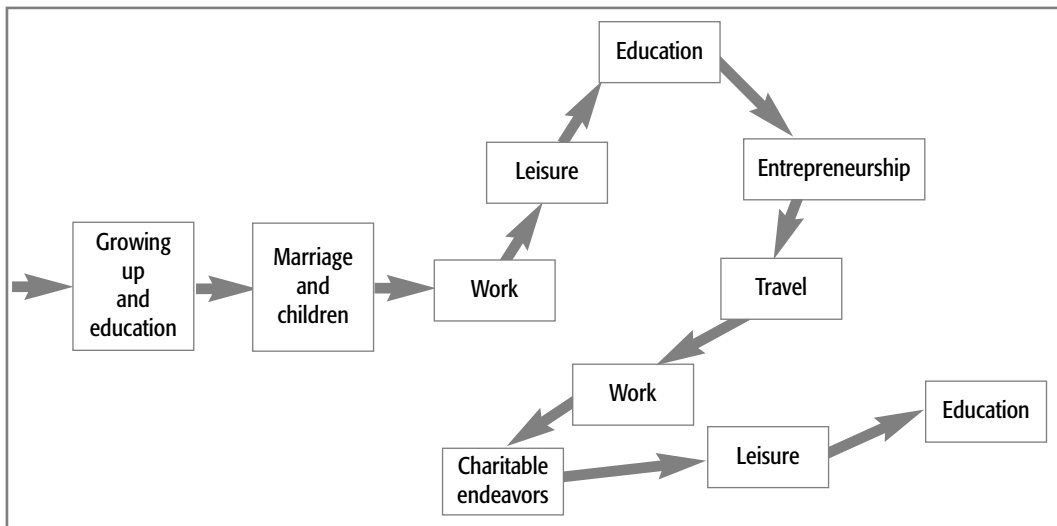 Growing
up
and
education
Marriage
and
children
Work
Leisure
Education
Entrepreneurship
Travel
Work
Charitable
endeavors
Leisure
Education